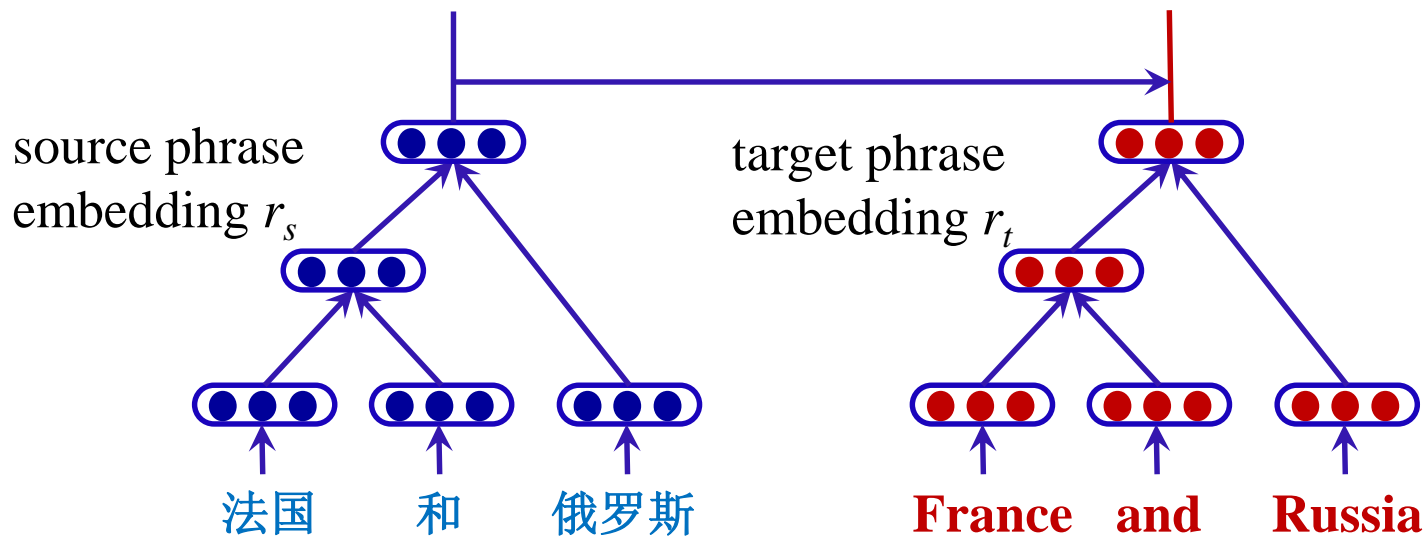 source phrase
embedding r_s
target phrase
embedding r_t
法国 和 俄罗斯
France and Russia